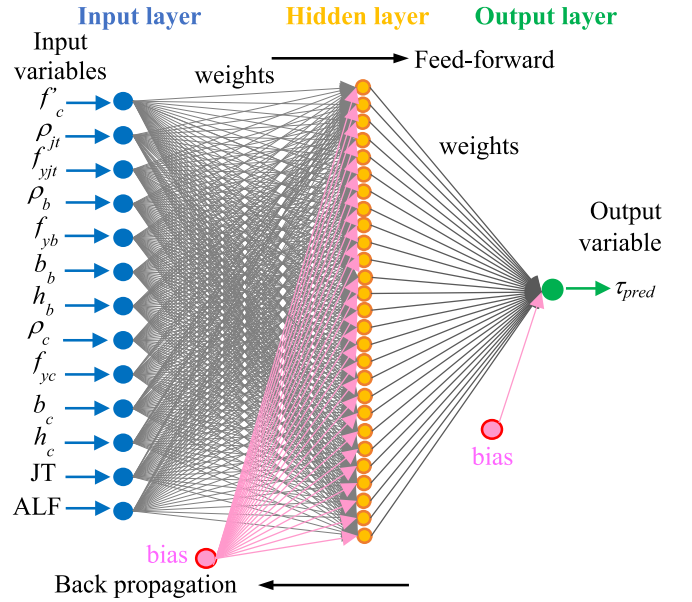 Input layer
Hidden layer
Output layer
Input
variables
weights
Feed-forward
f'c
ρjt
fyjt
ρb
fyb
bb
hb
ρc
fyc
bc
hc
JT
ALF
weights
Output
variable
τpred
bias
bias
Back propagation